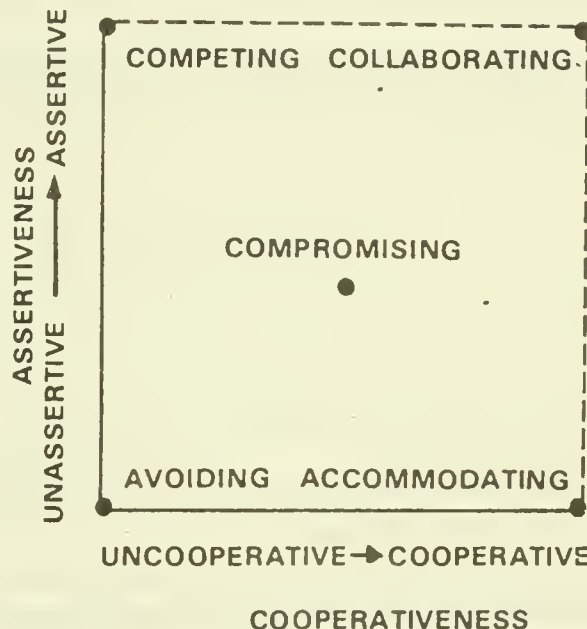 COMPETING COLLABORATING
COMPROMISING
AVOIDING ACCOMMODATING
ASSERTIVENESS
UNASSERTIVE → ASSERTIVE
UNCOOPERATIVE → COOPERATIVE
COOPERATIVENESS